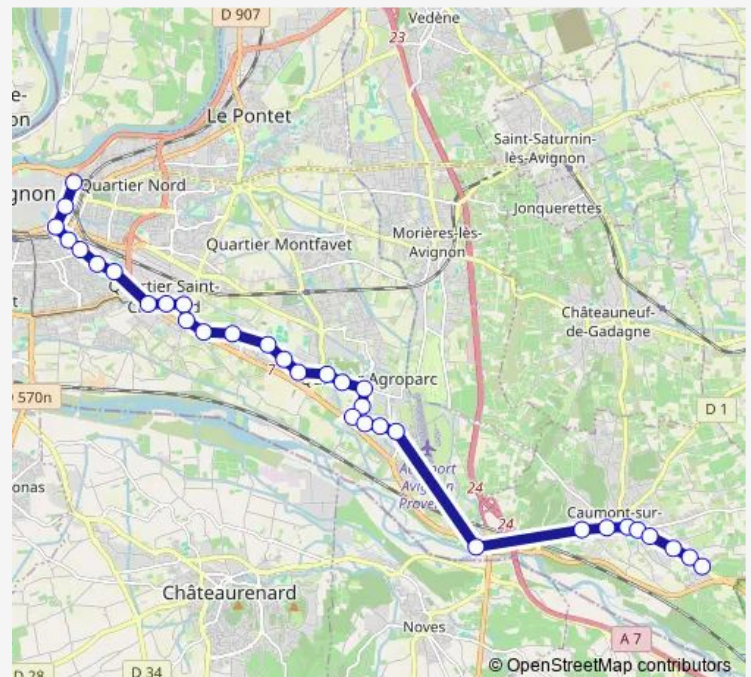 D 907
Vedène
23
e-
on
Le Pontet
Saint-Saturnin-
lès-Avignon
gnon
Quartier Nord
Jonquerettes
Morières-lès-
Avignon
Quartier Montfavet
Quartier Saint-
Châteauneuf-
de-Gadagne
7
Agroparc
570n
D 1
24
onas
24
Caumont-sur-
Châteaurenard
Noves
A 7
D 28
D 34
© OpenStreetMap contributors